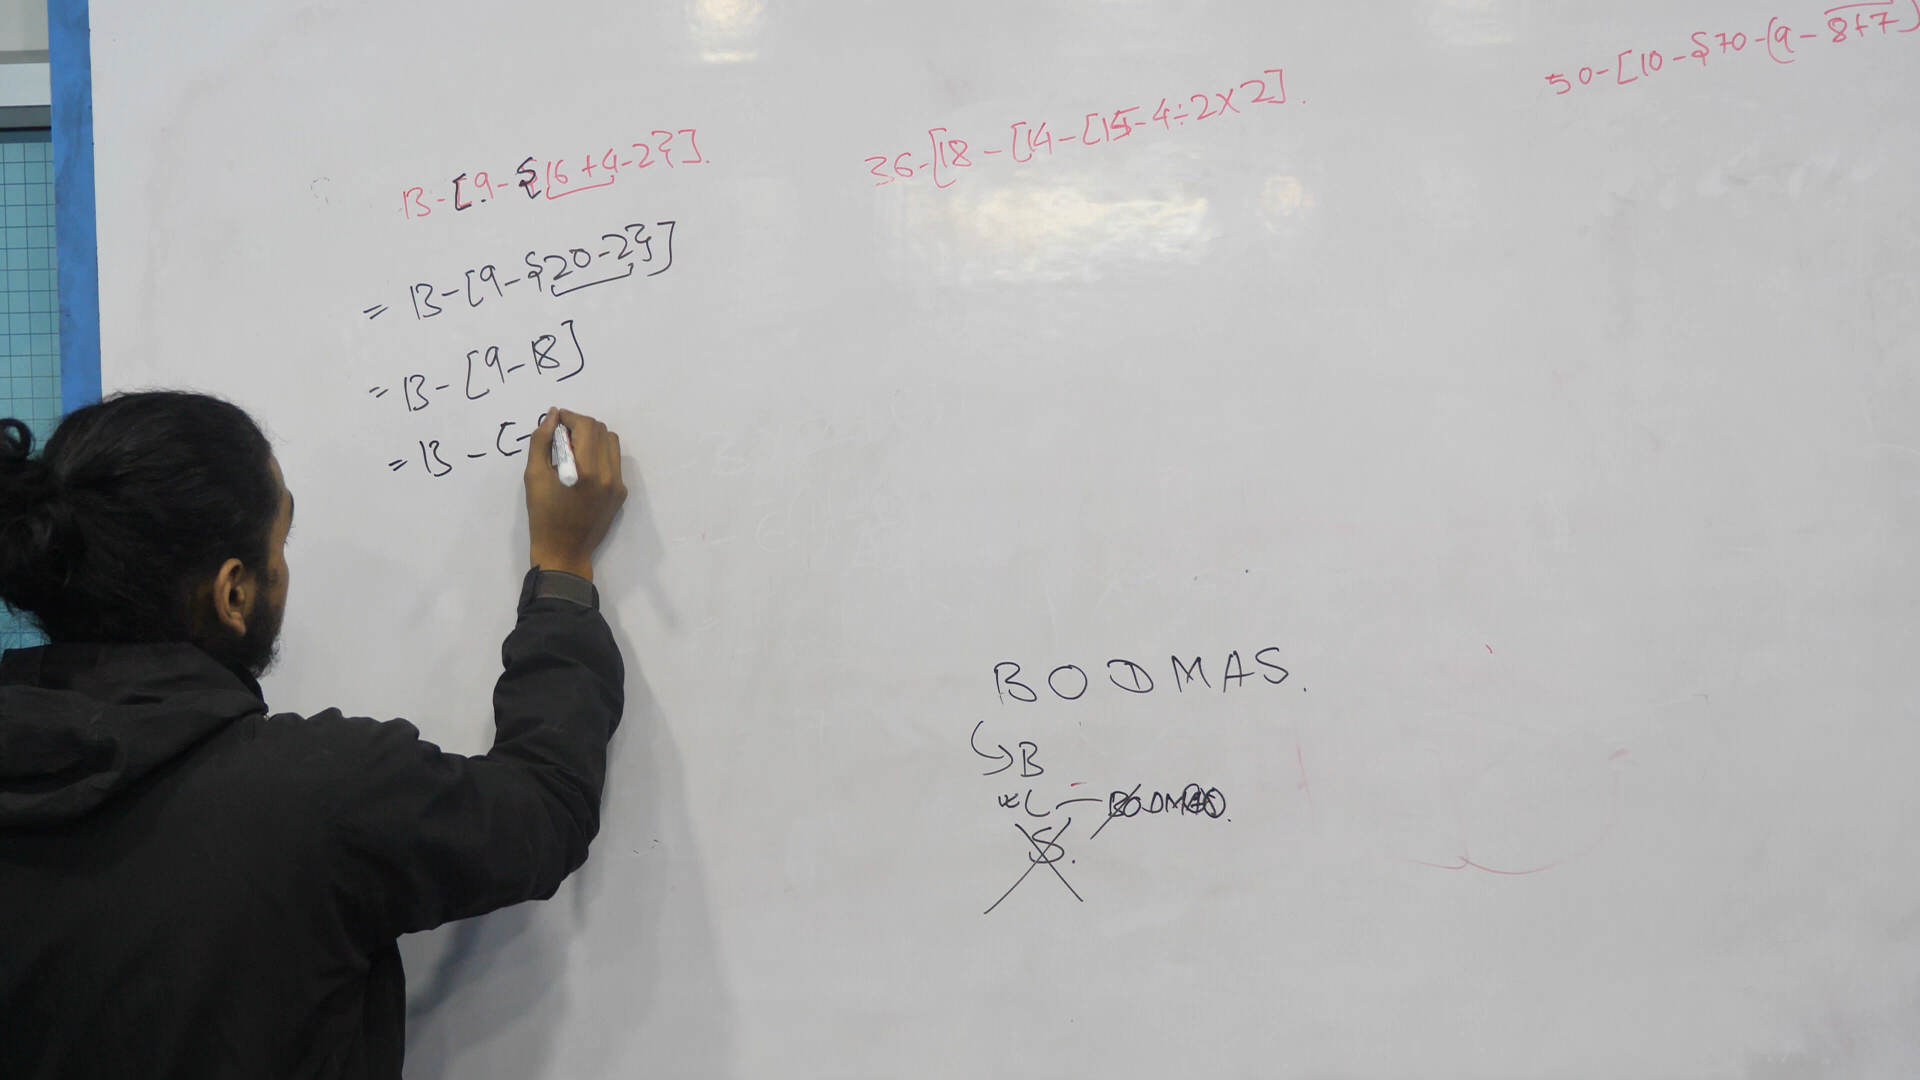 13-[9-{16+4-2}].
= 13-[9-{20-2}]
= 13-[9-18]
= 13-[-9
36-[18-[14-[15-4÷2×2].
50-[10-{70-(9-8+7)
BODMAS.
B
S.